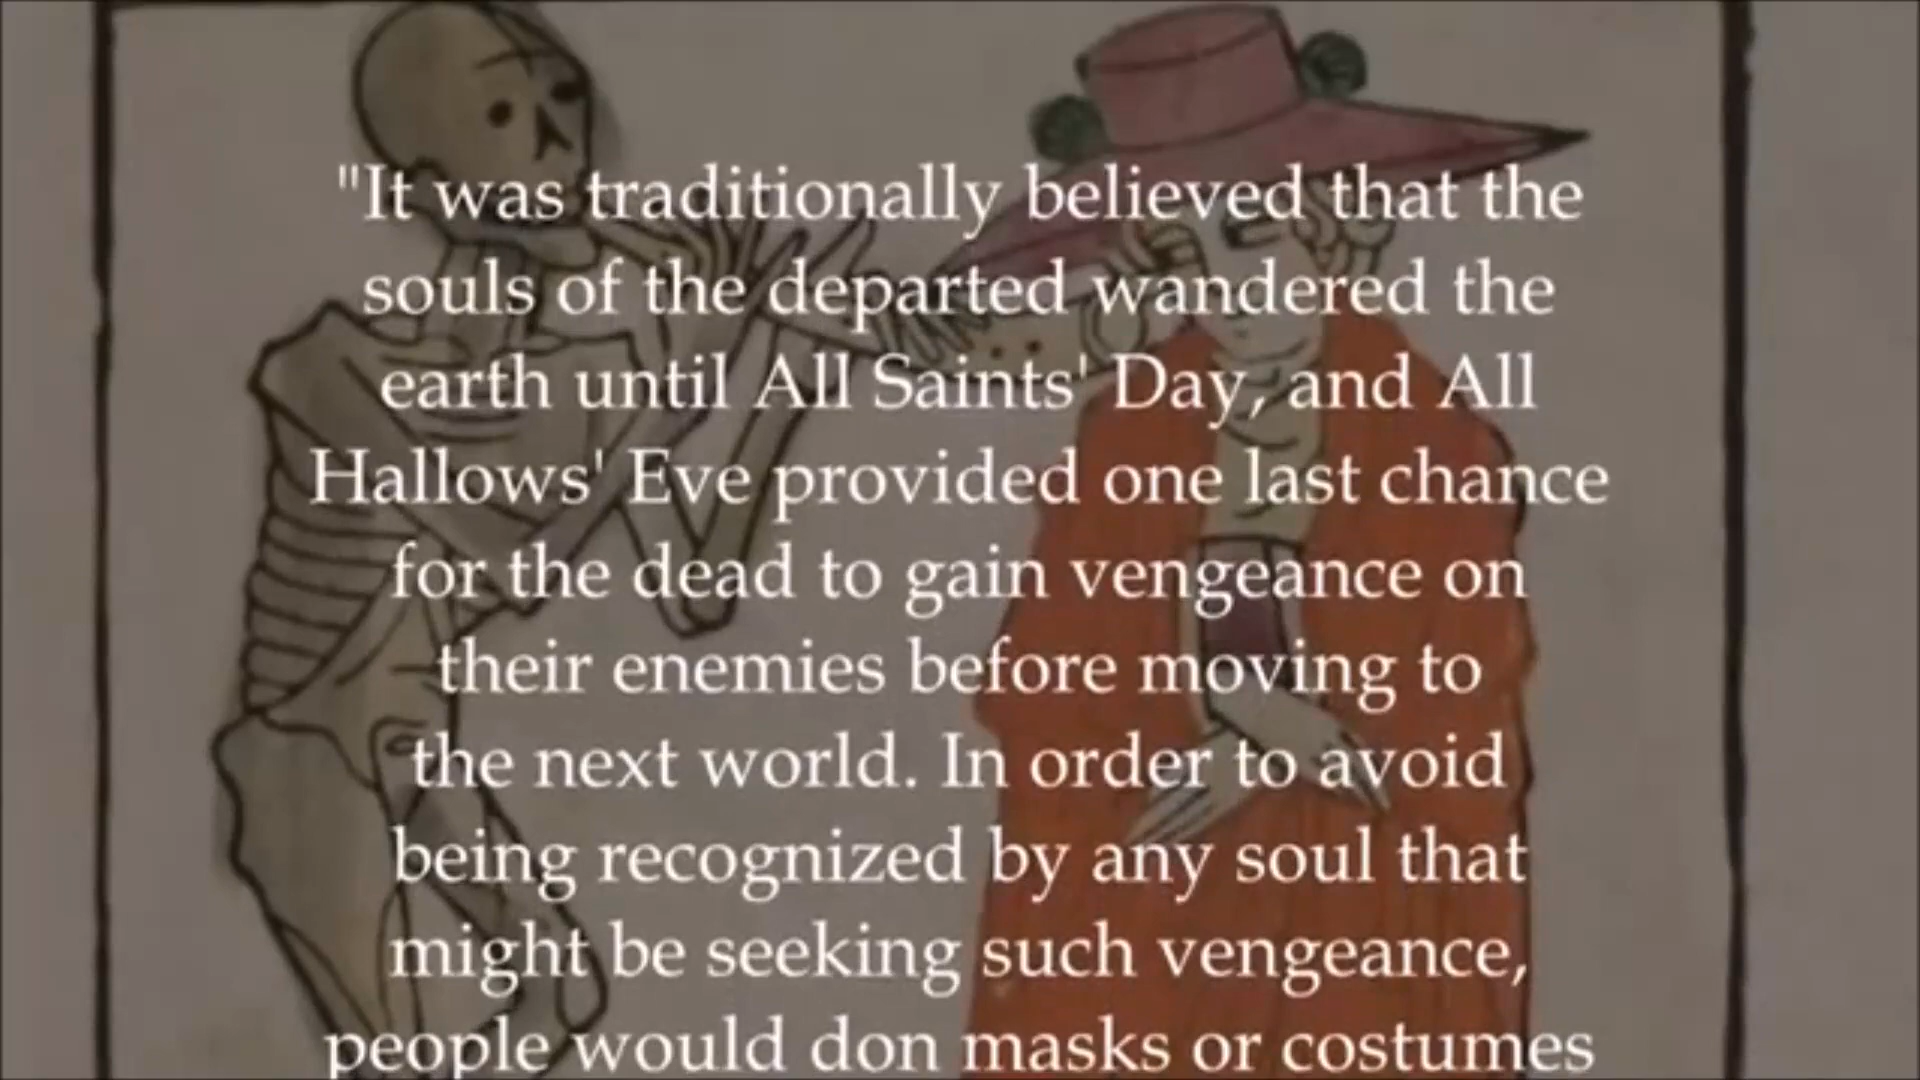 "It was traditionally believed that the
souls of the departed wandered the
earth until All Saints' Day, and All
Hallows' Eve provided one last chance
for the dead to gain vengeance on
their enemies before moving to
the next world. In order to avoid
being recognized by any soul that
might be seeking such vengeance,
people would don masks or costumes